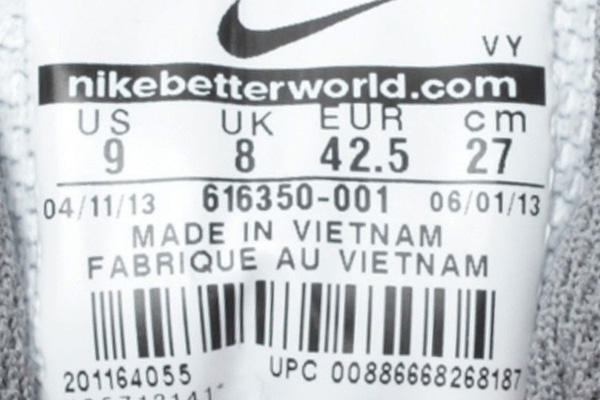 VY
nikebetterworld.com
US UK EUR cm
9 8 42.5 27
04/11/13 616350-001 06/01/13
MADE IN VIETNAM
FABRIQUE AU VIETNAM
201164055 UPC 00886668268187